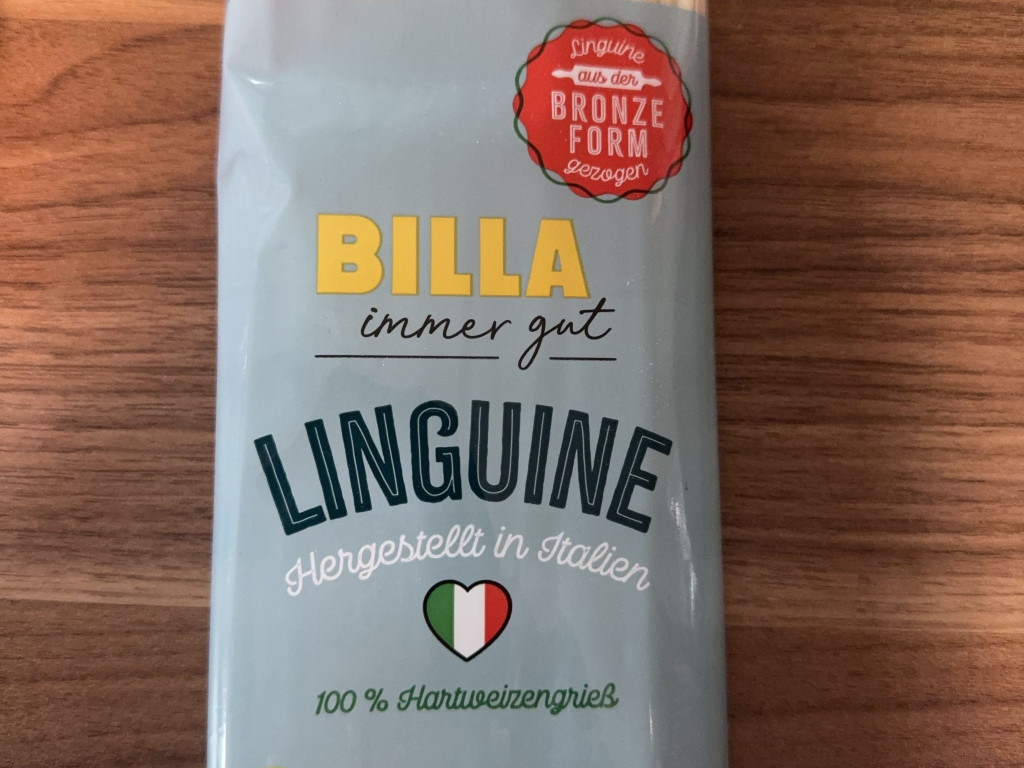 Linguine
aus der
BRONZE
FORM
gezogen
BILLA
immer gut
LINGUINE
Hergestellt in Italien
100 % Hartweizengrieß